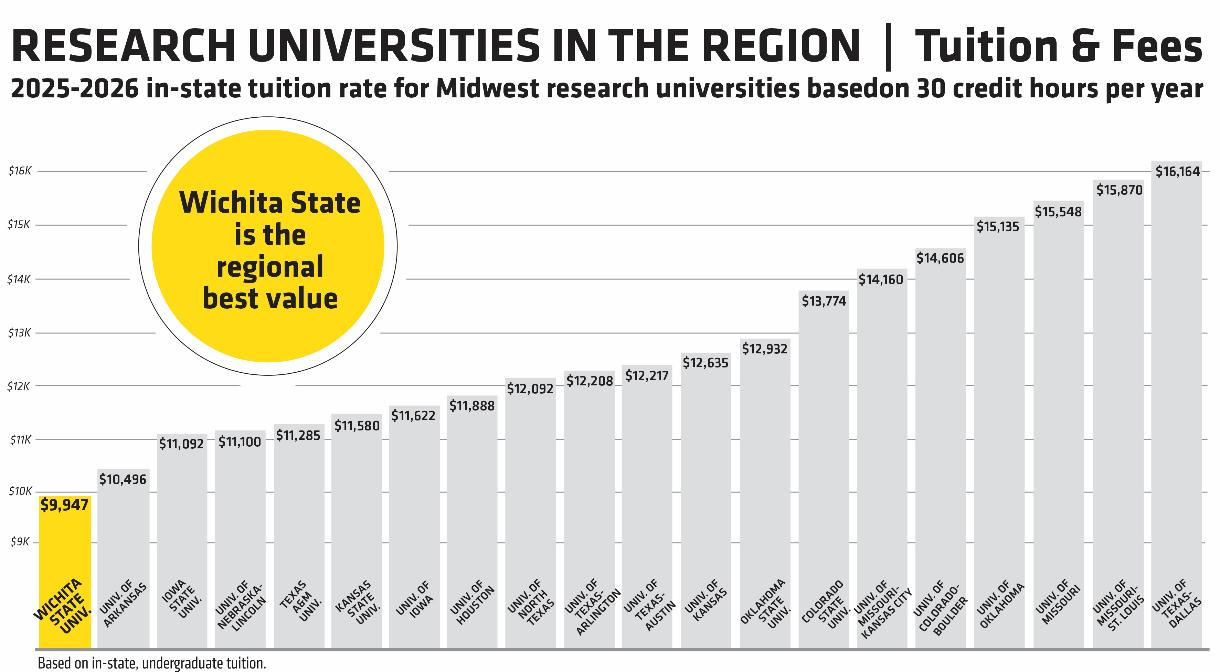 RESEARCH UNIVERSITIES IN THE REGION | Tuition & Fees
2025-2026 in-state tuition rate for Midwest research universities basedon 30 credit hours per year
Wichita State
is the
regional
best value
$16K
$15K
$14K
$13K
$12K
$11K
$10K
$9K
$9,947
$10,496
$11,092
$11,100
$11,285
$11,580
$11,622
$11,888
$12,092
$12,208
$12,217
$12,635
$12,932
$13,774
$14,160
$14,606
$15,135
$15,548
$15,870
$16,164
WICHITA
STATE
UNIV.
UNIV. OF
ARKANSAS
IOWA
STATE
UNIV.
UNIV. OF
NEBRASKA-
LINCOLN
TEXAS
A&M
UNIV.
KANSAS
STATE
UNIV.
UNIV. OF
IOWA
UNIV. OF
HOUSTON
UNIV. OF
NORTH
TEXAS
UNIV. OF
TEXAS-
ARLINGTON
UNIV. OF
TEXAS-
AUSTIN
UNIV. OF
KANSAS
OKLAHOMA
STATE
UNIV.
COLORADO
STATE
UNIV.
UNIV. OF
MISSOURI-
KANSAS CITY
UNIV. OF
COLORADO-
BOULDER
UNIV. OF
OKLAHOMA
UNIV. OF
MISSOURI
UNIV. OF
MISSOURI-
ST. LOUIS
UNIV. OF
TEXAS-
DALLAS
Based on in-state, undergraduate tuition.